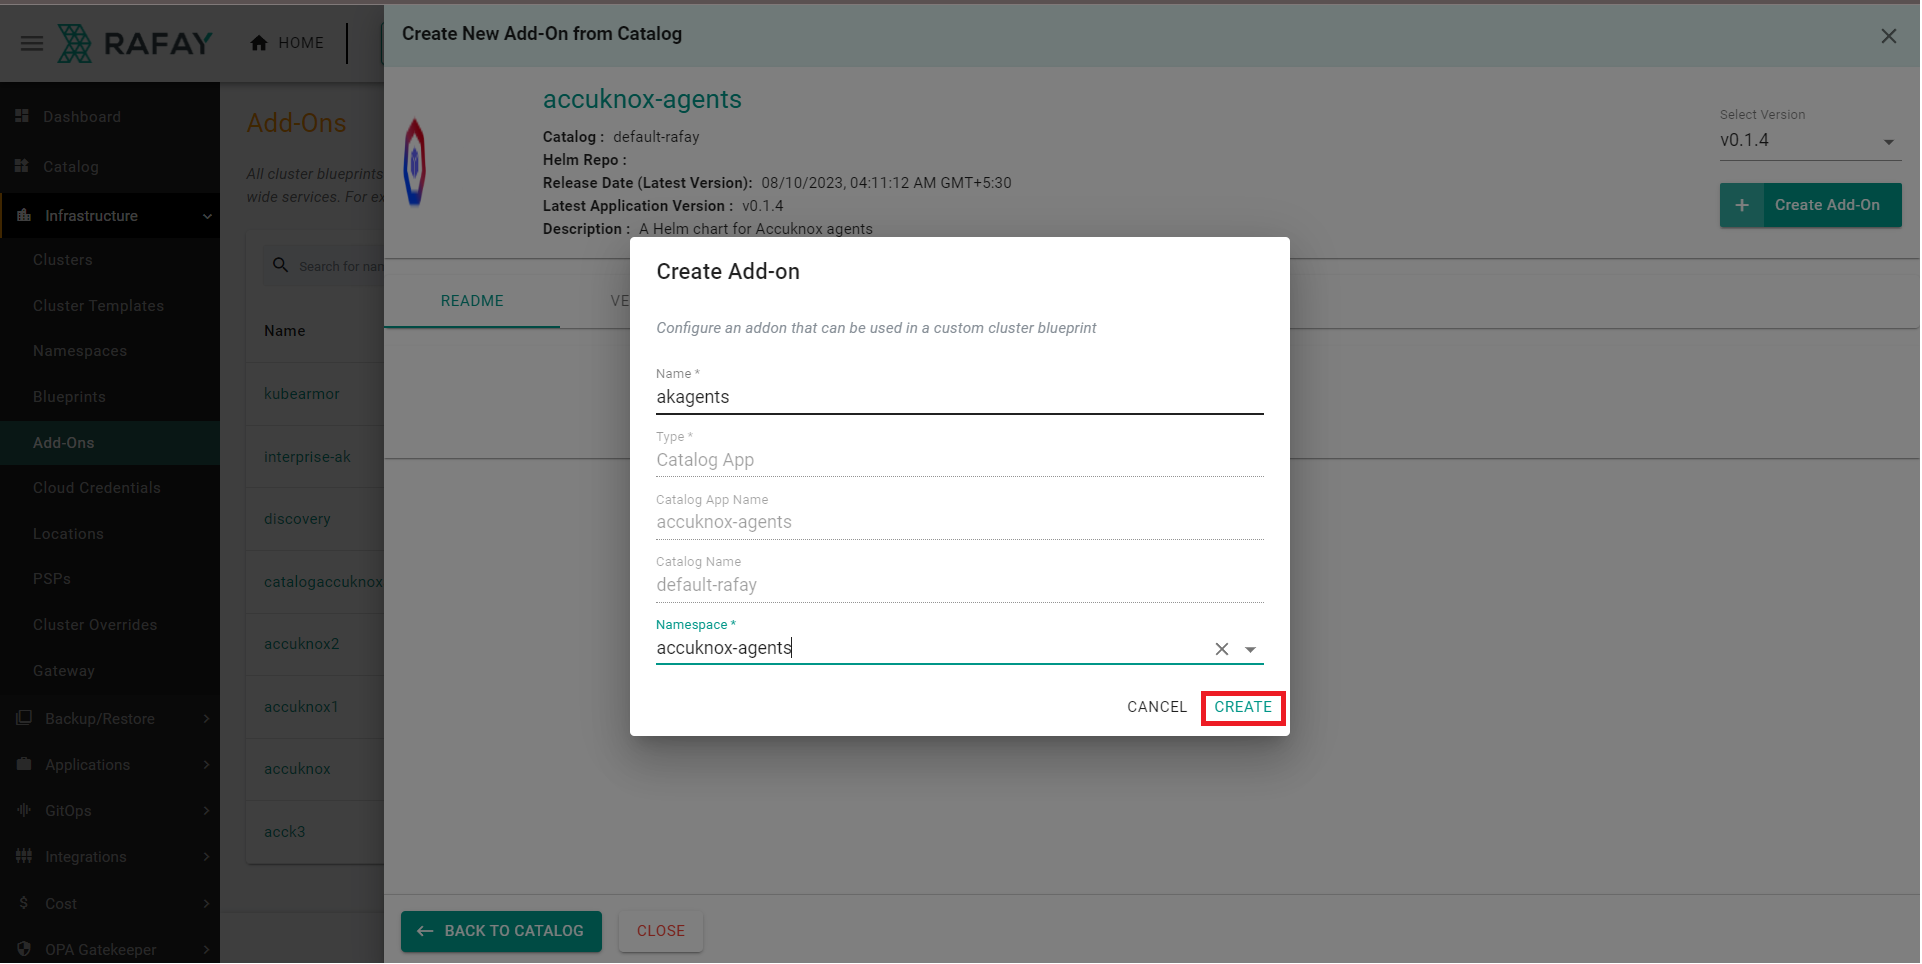 RAFAY
HOME
Create New Add-On from Catalog
Dashboard
Catalog
Infrastructure
Clusters
Cluster Templates
Namespaces
Blueprints
Add-Ons
Cloud Credentials
Locations
PSPs
Cluster Overrides
Gateway
Backup/Restore
Applications
GitOps
Integrations
Cost
OPA Gatekeeper
Add-Ons
All cluster blueprints
wide services. For ex
Search for nam
Name
kubearmor
interprise-ak
discovery
catalogaccuknox
accuknox2
accuknox1
accuknox
acck3
accuknox-agents
Catalog : default-rafay
Helm Repo :
Release Date (Latest Version): 08/10/2023, 04:11:12 AM GMT+5:30
Latest Application Version : v0.1.4
Description : A Helm chart for Accuknox agents
Select Version
v0.1.4
+ Create Add-On
README
VE
Create Add-on
Configure an addon that can be used in a custom cluster blueprint
Name *
akagents
Type *
Catalog App
Catalog App Name
accuknox-agents
Catalog Name
default-rafay
Namespace *
accuknox-agents
CANCEL
CREATE
BACK TO CATALOG
CLOSE